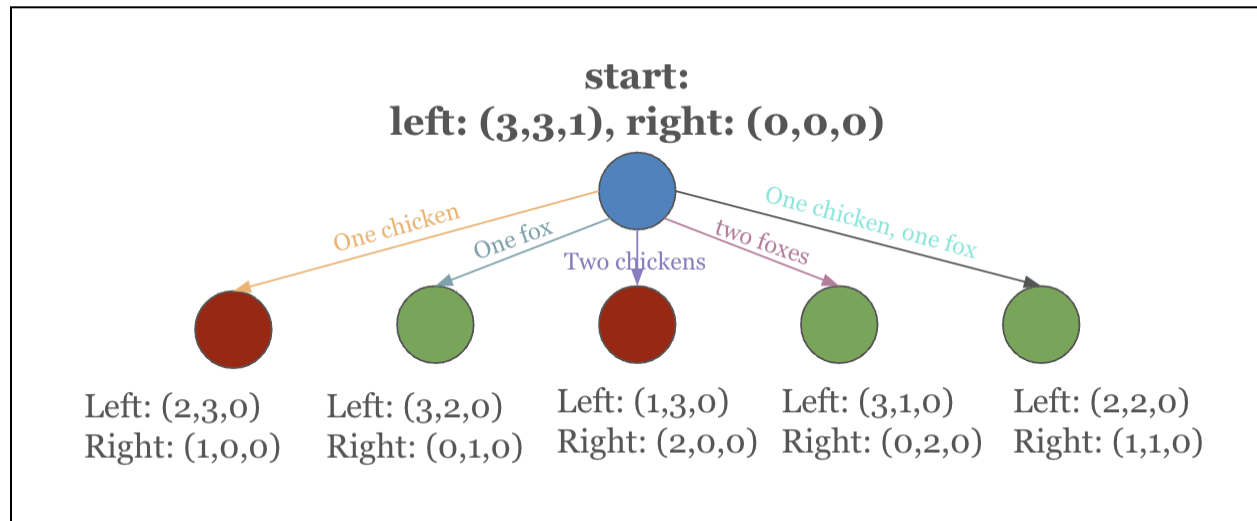 start:
left: (3,3,1), right: (0,0,0)
One chicken
One fox
Two chickens
two foxes
One chicken, one fox
Left: (2,3,0)
Right: (1,0,0)
Left: (3,2,0)
Right: (0,1,0)
Left: (1,3,0)
Right: (2,0,0)
Left: (3,1,0)
Right: (0,2,0)
Left: (2,2,0)
Right: (1,1,0)